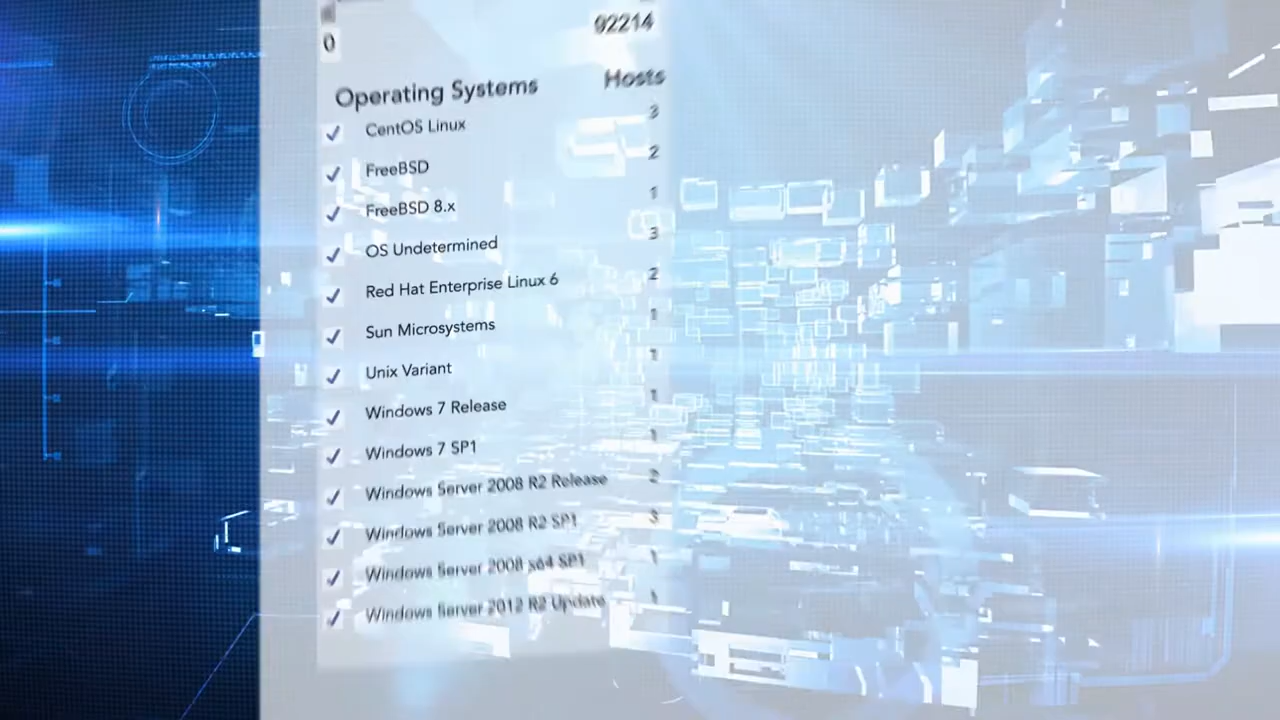 92214
0
Operating Systems Hosts
CentOS Linux 3
FreeBSD 2
FreeBSD 8.x 1
OS Undetermined 3
Red Hat Enterprise Linux 6 2
Sun Microsystems 1
Unix Variant 1
Windows 7 Release 1
Windows 7 SP1 1
Windows Server 2008 R2 Release 2
Windows Server 2008 R2 SP1 3
Windows Server 2008 x64 SP1 1
Windows Server 2012 R2 Update 1